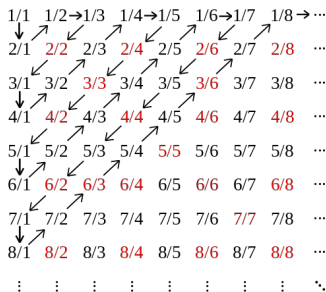 1/1 1/2 1/3 1/4 1/5 1/6 1/7 1/8 ⋯
2/1 2/2 2/3 2/4 2/5 2/6 2/7 2/8 ⋯
3/1 3/2 3/3 3/4 3/5 3/6 3/7 3/8 ⋯
4/1 4/2 4/3 4/4 4/5 4/6 4/7 4/8 ⋯
5/1 5/2 5/3 5/4 5/5 5/6 5/7 5/8 ⋯
6/1 6/2 6/3 6/4 6/5 6/6 6/7 6/8 ⋯
7/1 7/2 7/3 7/4 7/5 7/6 7/7 7/8 ⋯
8/1 8/2 8/3 8/4 8/5 8/6 8/7 8/8 ⋯
⋮ ⋮ ⋮ ⋮ ⋮ ⋮ ⋮ ⋮ ⋱